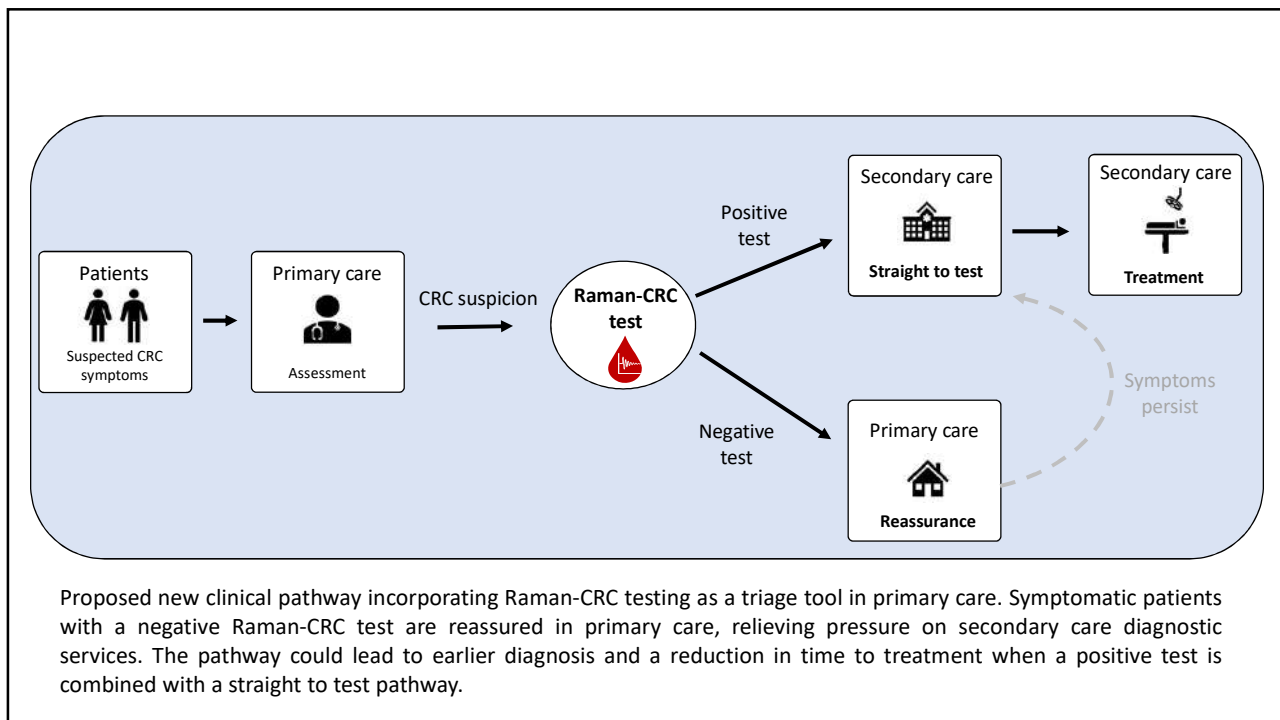 Patients
Suspected CRC
symptoms
Primary care
Assessment
CRC suspicion
Raman-CRC
test
Positive
test
Secondary care
Straight to test
Secondary care
Treatment
Negative
test
Primary care
Reassurance
Symptoms
persist
Proposed new clinical pathway incorporating Raman-CRC testing as a triage tool in primary care. Symptomatic patients
with a negative Raman-CRC test are reassured in primary care, relieving pressure on secondary care diagnostic
services. The pathway could lead to earlier diagnosis and a reduction in time to treatment when a positive test is
combined with a straight to test pathway.